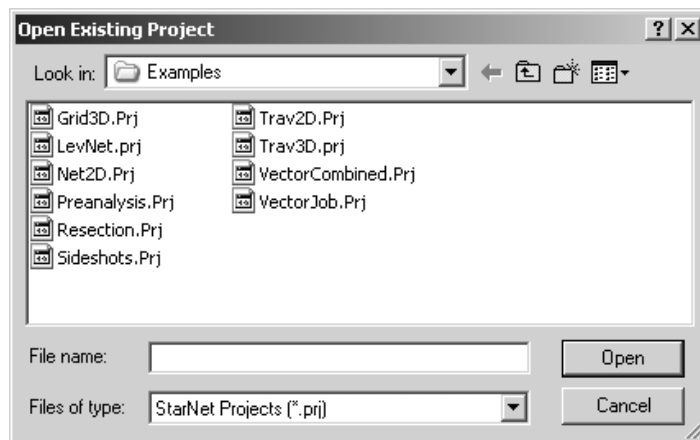 Open Existing Project
? X
Look in: Examples
Grid3D.Prj
LevNet.prj
Net2D.Prj
Preanalysis.Prj
Resection.Prj
Sideshots.Prj
Trav2D.Prj
Trav3D.prj
VectorCombined.Prj
VectorJob.Prj
File name: Open
Files of type: StarNet Projects (*.prj) Cancel